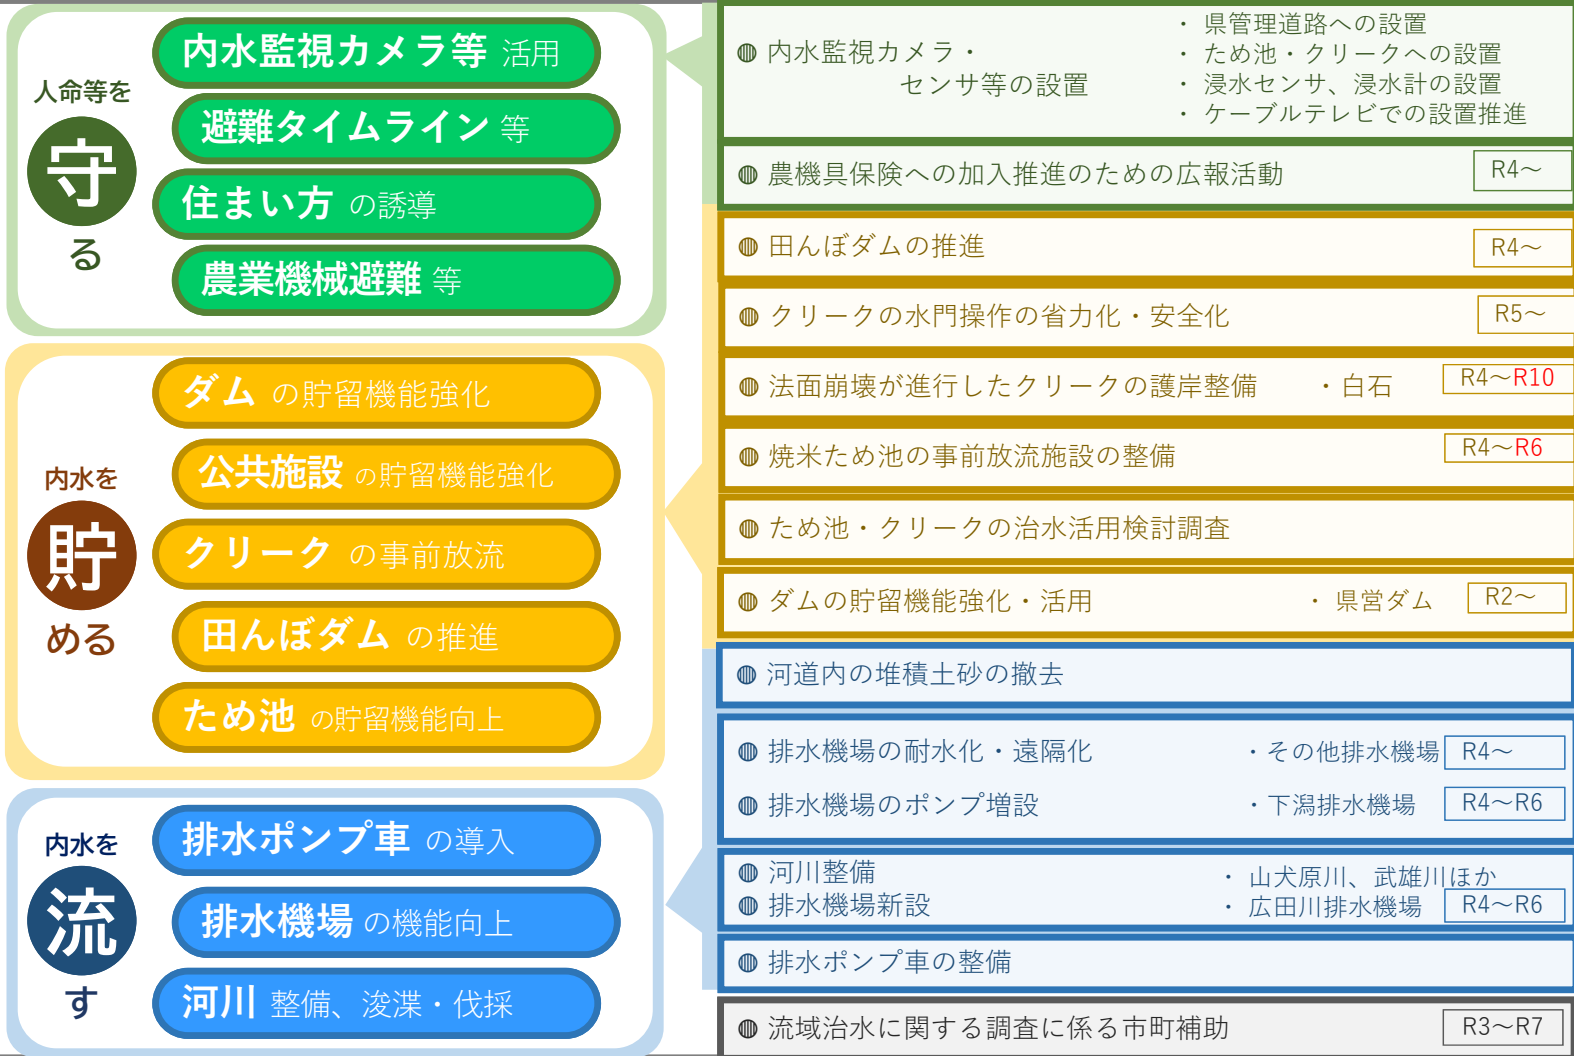 人命等を
守
る
内水監視カメラ等 活用
避難タイムライン 等
住まい方 の誘導
農業機械避難 等
内水を
貯
める
ダム の貯留機能強化
公共施設 の貯留機能強化
クリーク の事前放流
田んぼダム の推進
ため池 の貯留機能向上
内水を
流
す
排水ポンプ車 の導入
排水機場 の機能向上
河川 整備、浚渫・伐採
◍ 内水監視カメラ・
センサ等の設置
・ 県管理道路への設置
・ ため池・クリークへの設置
・ 浸水センサ、浸水計の設置
・ ケーブルテレビでの設置推進
◍ 農機具保険への加入推進のための広報活動 R4～
◍ 田んぼダムの推進 R4～
◍ クリークの水門操作の省力化・安全化 R5～
◍ 法面崩壊が進行したクリークの護岸整備 ・白石 R4～R10
◍ 焼米ため池の事前放流施設の整備 R4～R6
◍ ため池・クリークの治水活用検討調査
◍ ダムの貯留機能強化・活用 ・ 県営ダム R2～
◍ 河道内の堆積土砂の撤去
◍ 排水機場の耐水化・遠隔化 ・その他排水機場 R4～
◍ 排水機場のポンプ増設 ・下潟排水機場 R4～R6
◍ 河川整備 ・ 山犬原川、武雄川ほか
◍ 排水機場新設 ・ 広田川排水機場 R4～R6
◍ 排水ポンプ車の整備
◍ 流域治水に関する調査に係る市町補助 R3～R7